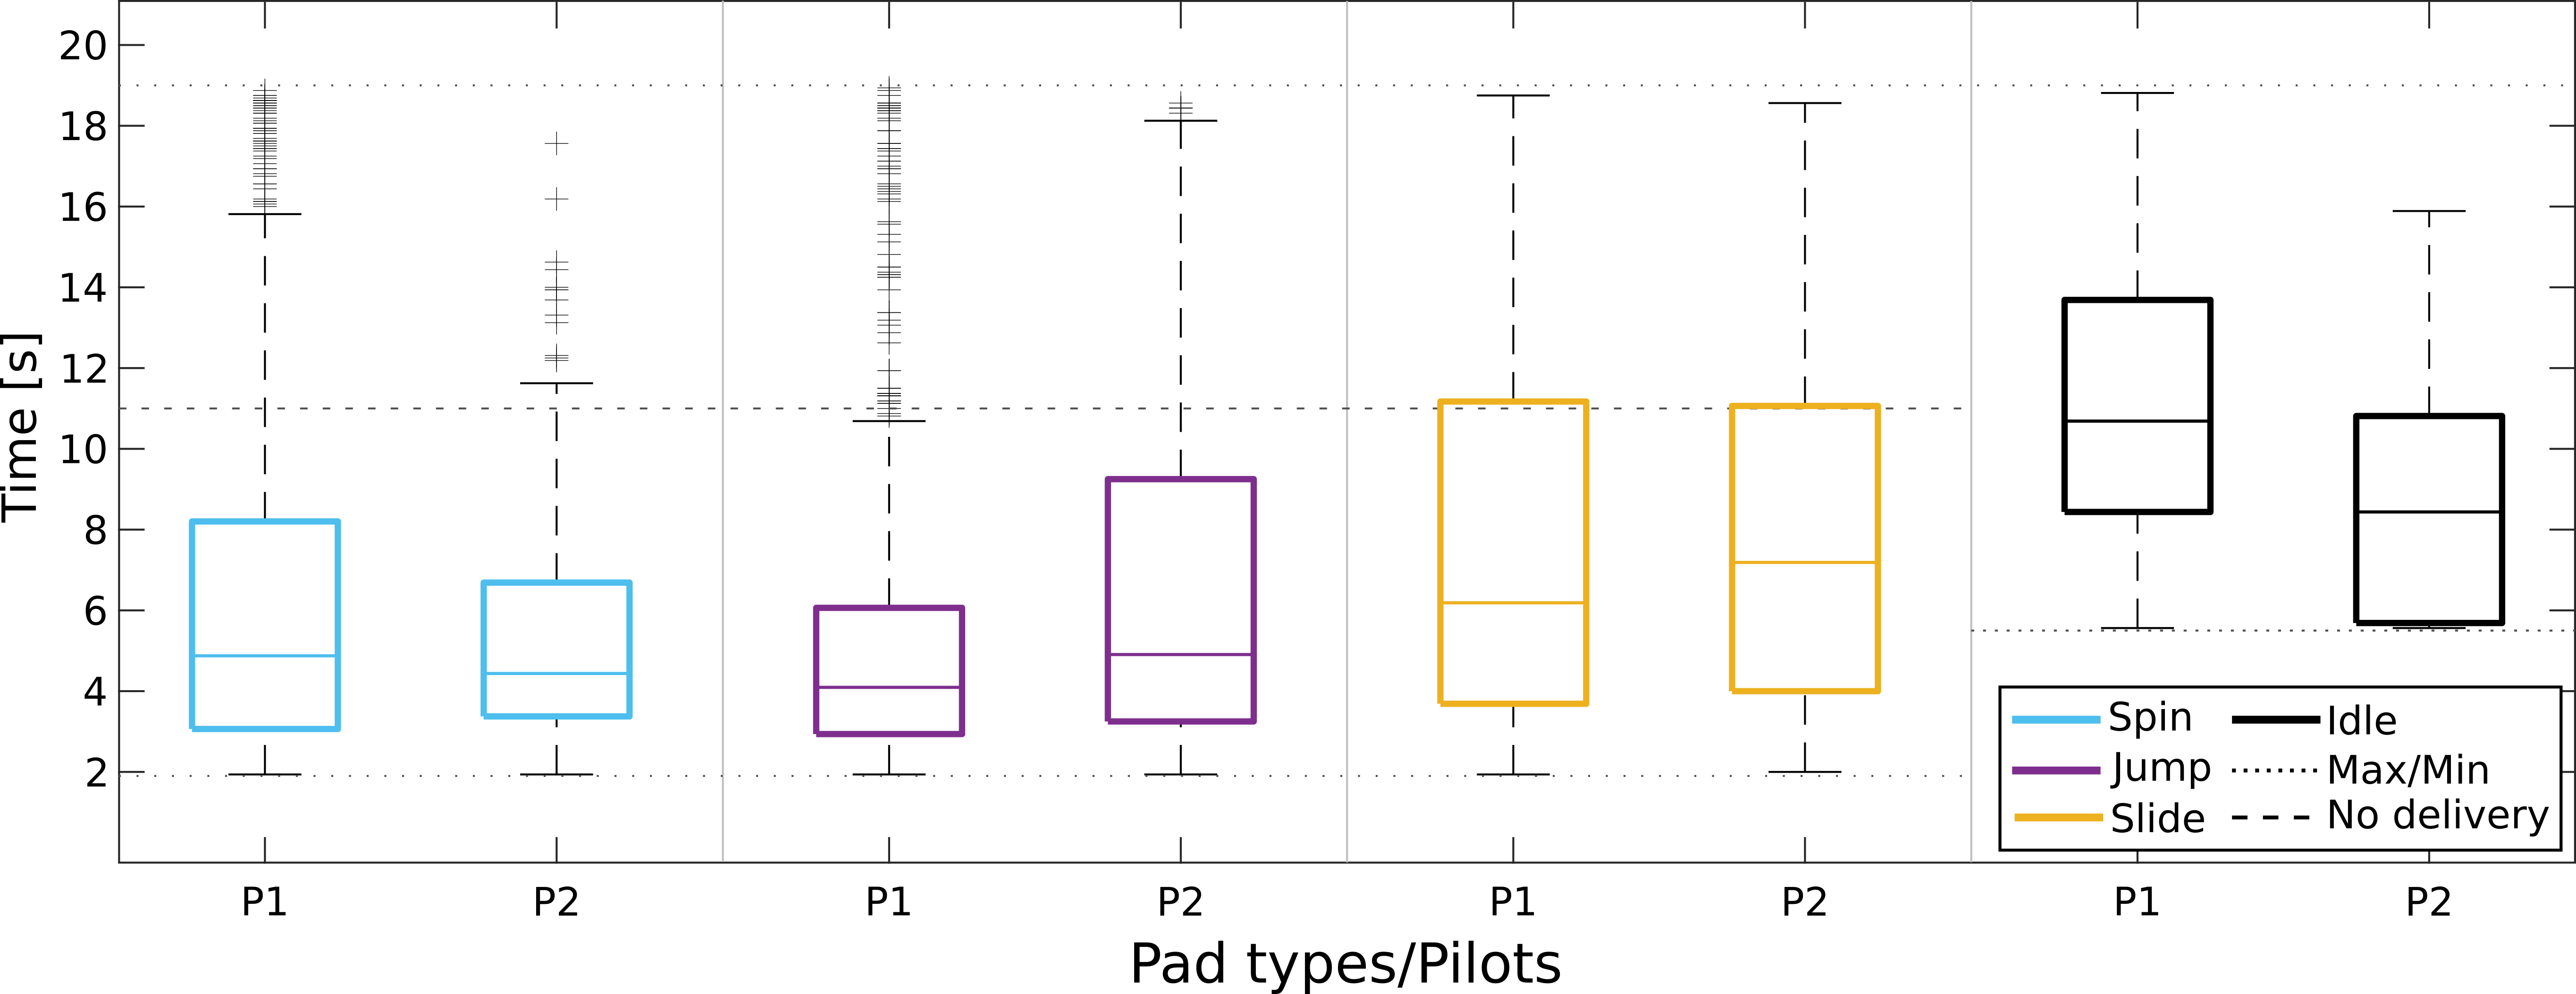 20
18
16
14
12
10
8
6
4
2
Time [s]
Spin
Jump
Slide
Idle
Max/Min
No delivery
P1 P2 P1 P2 P1 P2 P1 P2
Pad types/Pilots